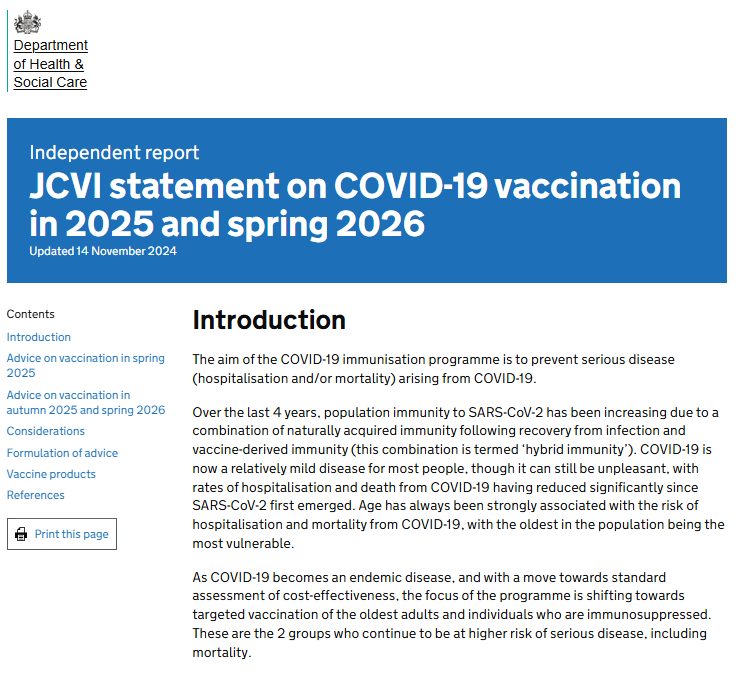 Department
of Health &
Social Care
Independent report
JCVI statement on COVID-19 vaccination
in 2025 and spring 2026
Updated 14 November 2024
Contents
Introduction
Advice on vaccination in spring
2025
Advice on vaccination in
autumn 2025 and spring 2026
Considerations
Formulation of advice
Vaccine products
References
Print this page
Introduction
The aim of the COVID-19 immunisation programme is to prevent serious disease
(hospitalisation and/or mortality) arising from COVID-19.
Over the last 4 years, population immunity to SARS-CoV-2 has been increasing due to a
combination of naturally acquired immunity following recovery from infection and
vaccine-derived immunity (this combination is termed ‘hybrid immunity’). COVID-19 is
now a relatively mild disease for most people, though it can still be unpleasant, with
rates of hospitalisation and death from COVID-19 having reduced significantly since
SARS-CoV-2 first emerged. Age has always been strongly associated with the risk of
hospitalisation and mortality from COVID-19, with the oldest in the population being the
most vulnerable.
As COVID-19 becomes an endemic disease, and with a move towards standard
assessment of cost-effectiveness, the focus of the programme is shifting towards
targeted vaccination of the oldest adults and individuals who are immunosuppressed.
These are the 2 groups who continue to be at higher risk of serious disease, including
mortality.